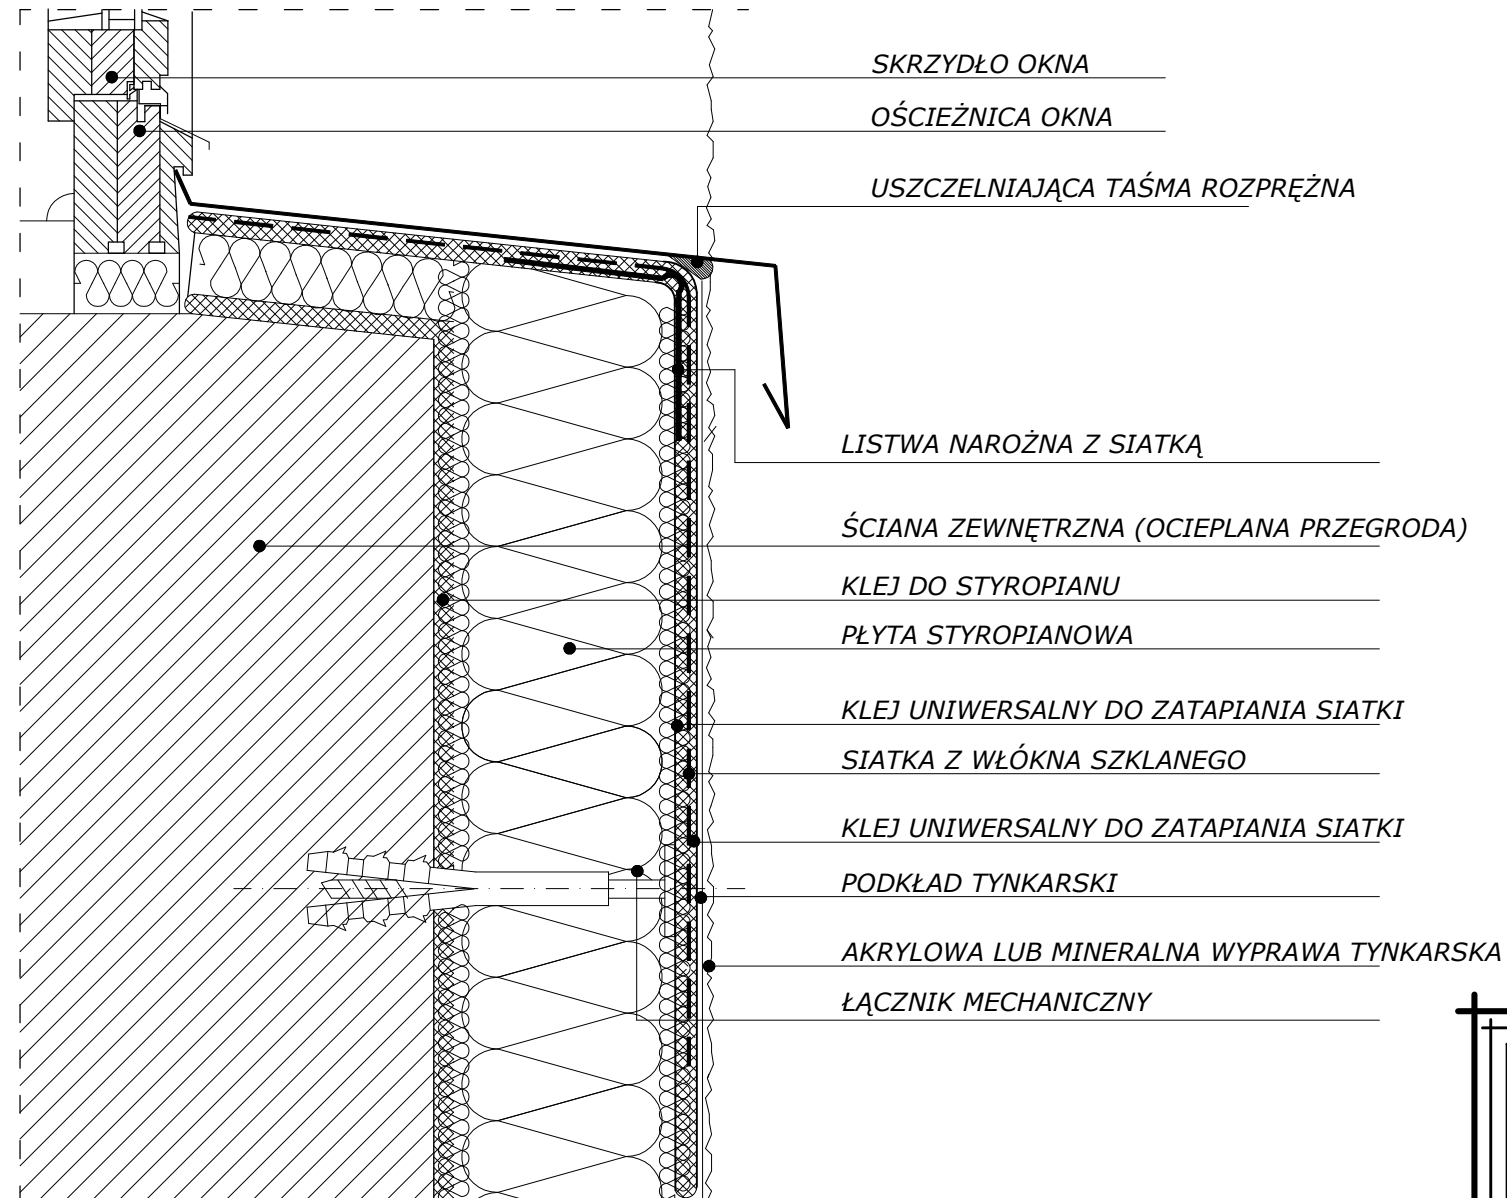 SKRZYDŁO OKNA
OŚCIEŻNICA OKNA
USZCZELNIAJĄCA TAŚMA ROZPRĘŻNA
LISTWA NAROŻNA Z SIATKĄ
ŚCIANA ZEWNĘTRZNA (OCIEPLANA PRZEGRODA)
KLEJ DO STYROPIANU
PŁYTA STYROPIANOWA
KLEJ UNIWERSALNY DO ZATAPIANIA SIATKI
SIATKA Z WŁÓKNA SZKLANEGO
KLEJ UNIWERSALNY DO ZATAPIANIA SIATKI
PODKŁAD TYNKARSKI
AKRYLOWA LUB MINERALNA WYPRAWA TYNKARSKA
ŁĄCZNIK MECHANICZNY